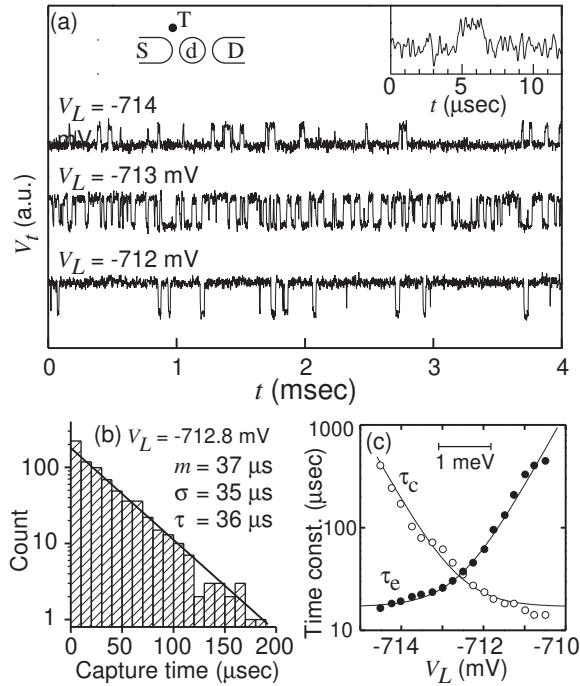 (a)
T
S d D
0 5 10
t (μsec)
V_L = -714
mV
V_L = -713 mV
V_L = -712 mV
V_t (a.u.)
0 1 2 3 4
t (msec)
(b) V_L = -712.8 mV
m = 37 μs
σ = 35 μs
τ = 36 μs
Count
100
10
1
0 50 100 150 200
Capture time (μsec)
(c)
1 meV
τ_c
τ_e
Time const. (μsec)
1000
100
10
-714 -712 -710
V_L (mV)